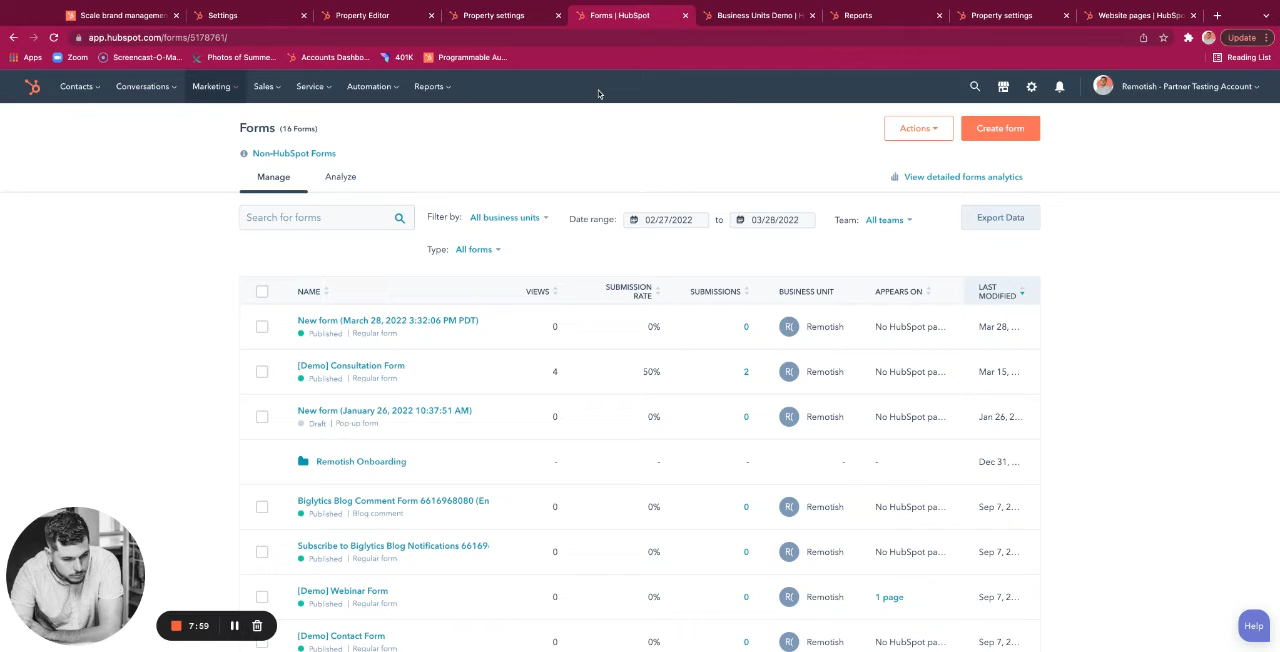 Scale brand managemen
Settings
Property Editor
Property settings
Forms | HubSpot
Business Units Demo | H
Reports
Property settings
Website pages | HubSpo
app.hubspot.com/forms/5178761/
Update
Apps
Zoom
Screencast-O-Ma...
Photos of Summe...
Accounts Dashbo...
401K
Programmable Au...
Reading List
Contacts
Conversations
Marketing
Sales
Service
Automation
Reports
Remotish - Partner Testing Account
Forms (16 Forms)
Actions
Create form
Non-HubSpot Forms
Manage
Analyze
View detailed forms analytics
Search for forms
Filter by: All business units
Date range: 02/27/2022 to 03/28/2022
Team: All teams
Export Data
Type: All forms
NAME
VIEWS
SUBMISSION RATE
SUBMISSIONS
BUSINESS UNIT
APPEARS ON
LAST MODIFIED
New form (March 28, 2022 3:32:06 PM PDT)
Published | Regular form
0 0% 0 R( Remotish No HubSpot pa... Mar 28, ...
[Demo] Consultation Form
Published | Regular form
4 50% 2 R( Remotish No HubSpot pa... Mar 15, ...
New form (January 26, 2022 10:37:51 AM)
Draft | Pop-up form
0 0% 0 R( Remotish No HubSpot pa... Jan 26, 2...
Remotish Onboarding - - - - - Dec 31, ...
Biglytics Blog Comment Form 6616968080 (En
Published | Blog comment
0 0% 0 R( Remotish No HubSpot pa... Sep 7, 2...
Subscribe to Biglytics Blog Notifications 66169
Published | Regular form
0 0% 0 R( Remotish No HubSpot pa... Sep 7, 2...
[Demo] Webinar Form
Published | Regular form
0 0% 0 R( Remotish 1 page Sep 7, 2...
[Demo] Contact Form
Published | Regular form
0 0% 0 R( Remotish No HubSpot pa... Sep 7, 2...
7:59
Help